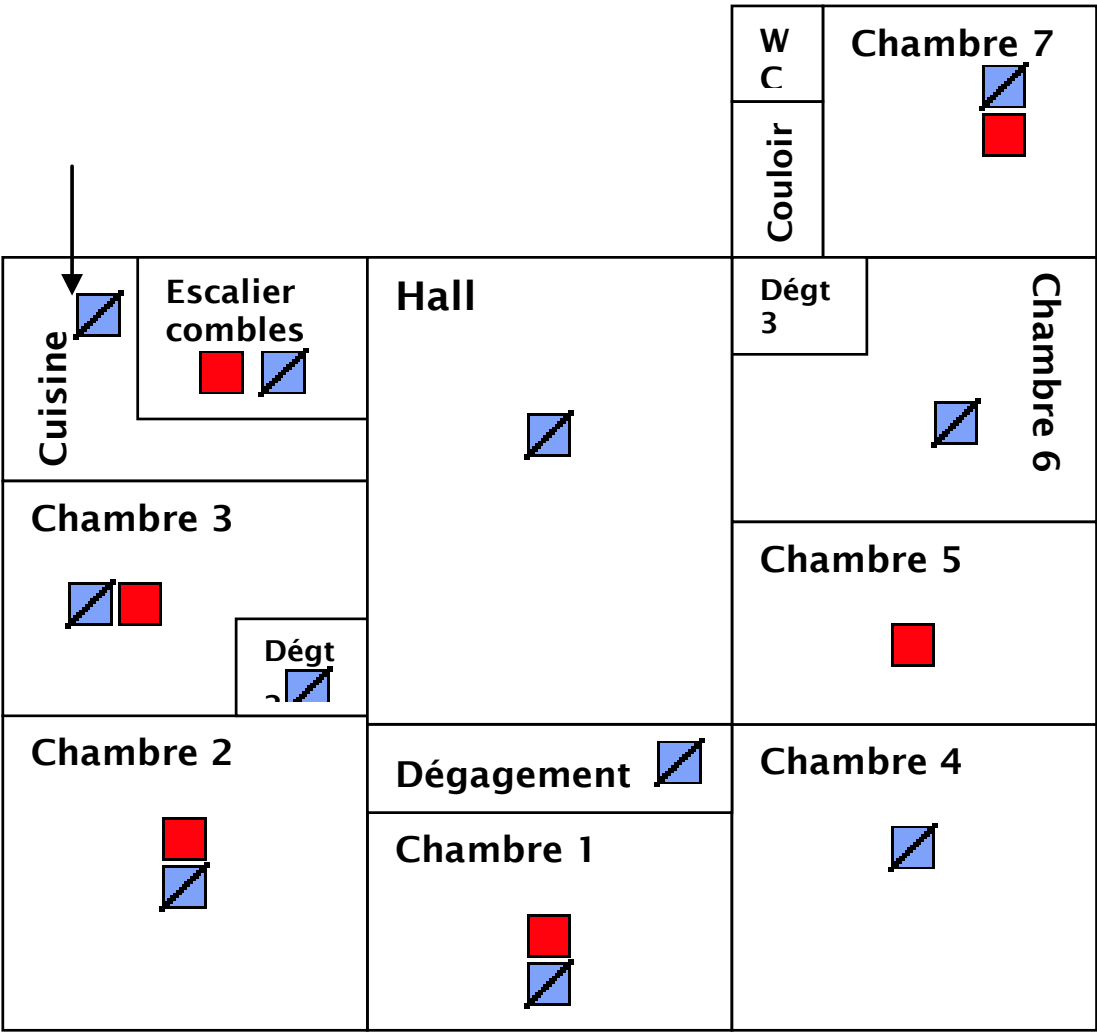 W
C
Chambre 7
Couloir
Cuisine
Escalier
combles
Hall
Dégt
3
Chambre 6
Chambre 3
Dégt
Chambre 5
Chambre 2
Dégagement
Chambre 4
Chambre 1